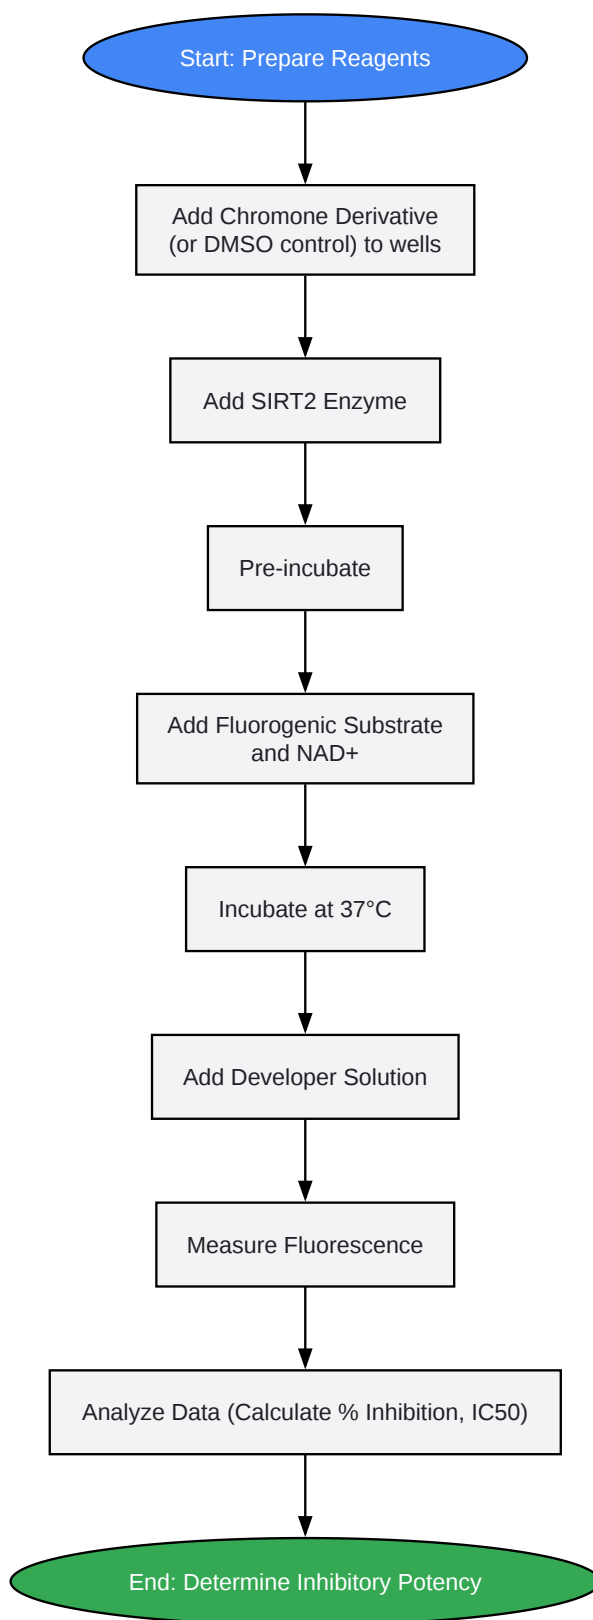 Start: Prepare Reagents
Add Chromone Derivative
(or DMSO control) to wells
Add SIRT2 Enzyme
Pre-incubate
Add Fluorogenic Substrate
and NAD+
Incubate at 37°C
Add Developer Solution
Measure Fluorescence
Analyze Data (Calculate % Inhibition, IC50)
End: Determine Inhibitory Potency